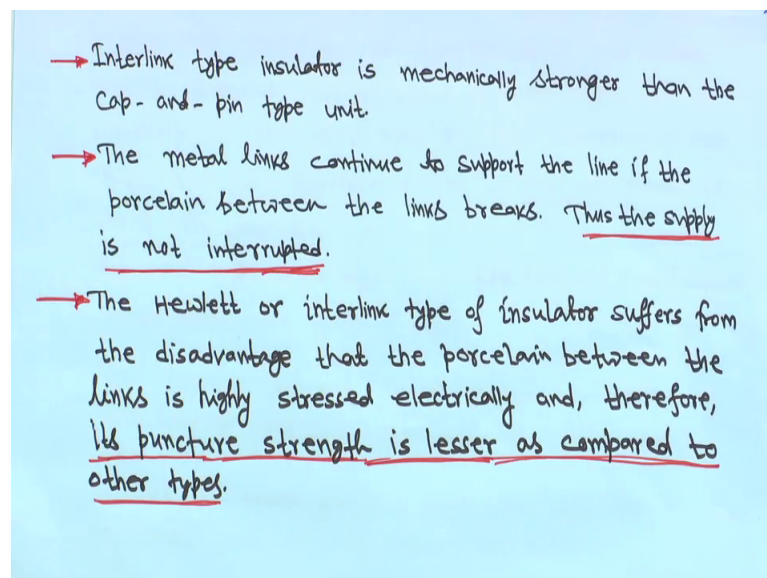 → Interlink type insulator is mechanically stronger than the
cap-and-pin type unit.
→ The metal links continue to support the line if the
porcelain between the links breaks. Thus the supply
is not interrupted.
→ The Hewlett or interlink type of insulator suffers from
the disadvantage that the porcelain between the
links is highly stressed electrically and, therefore,
its puncture strength is lesser as compared to
other types.